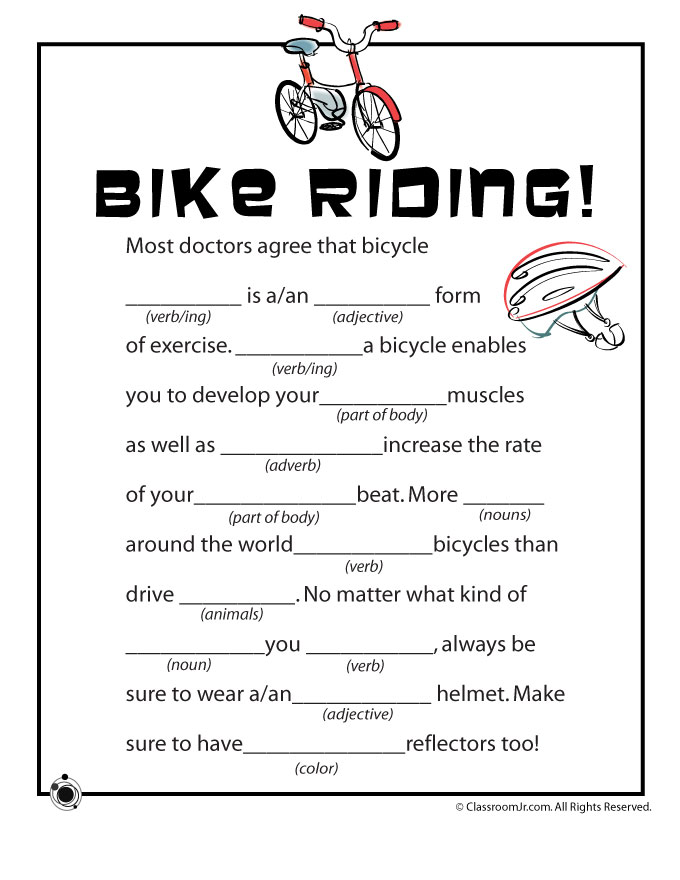 BIKE RIDING!
Most doctors agree that bicycle
__________ is a/an __________ form
(verb/ing) (adjective)
of exercise. ___________a bicycle enables
(verb/ing)
you to develop your___________muscles
(part of body)
as well as ______________increase the rate
(adverb)
of your______________beat. More _______
(part of body) (nouns)
around the world____________bicycles than
(verb)
drive __________. No matter what kind of
(animals)
____________you ___________, always be
(noun) (verb)
sure to wear a/an____________ helmet. Make
(adjective)
sure to have______________reflectors too!
(color)
© ClassroomJr.com. All Rights Reserved.